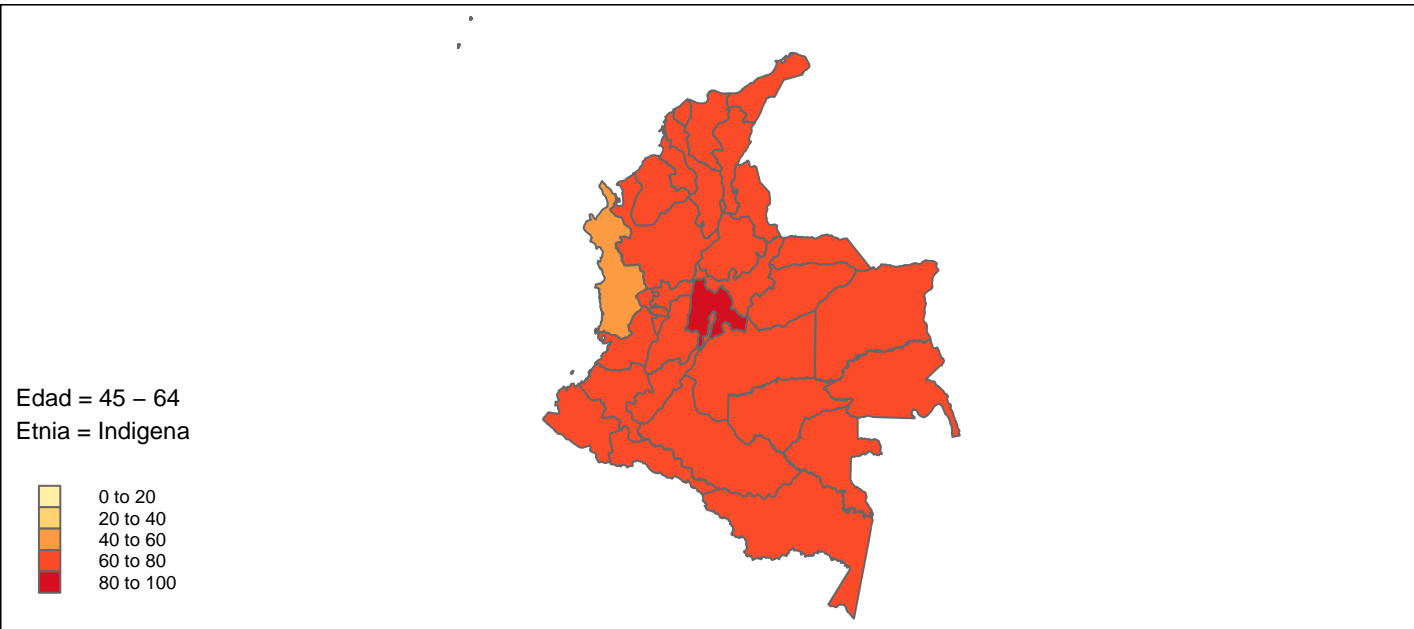 Edad = 45 − 64
Etnia = Indigena
0 to 20
20 to 40
40 to 60
60 to 80
80 to 100